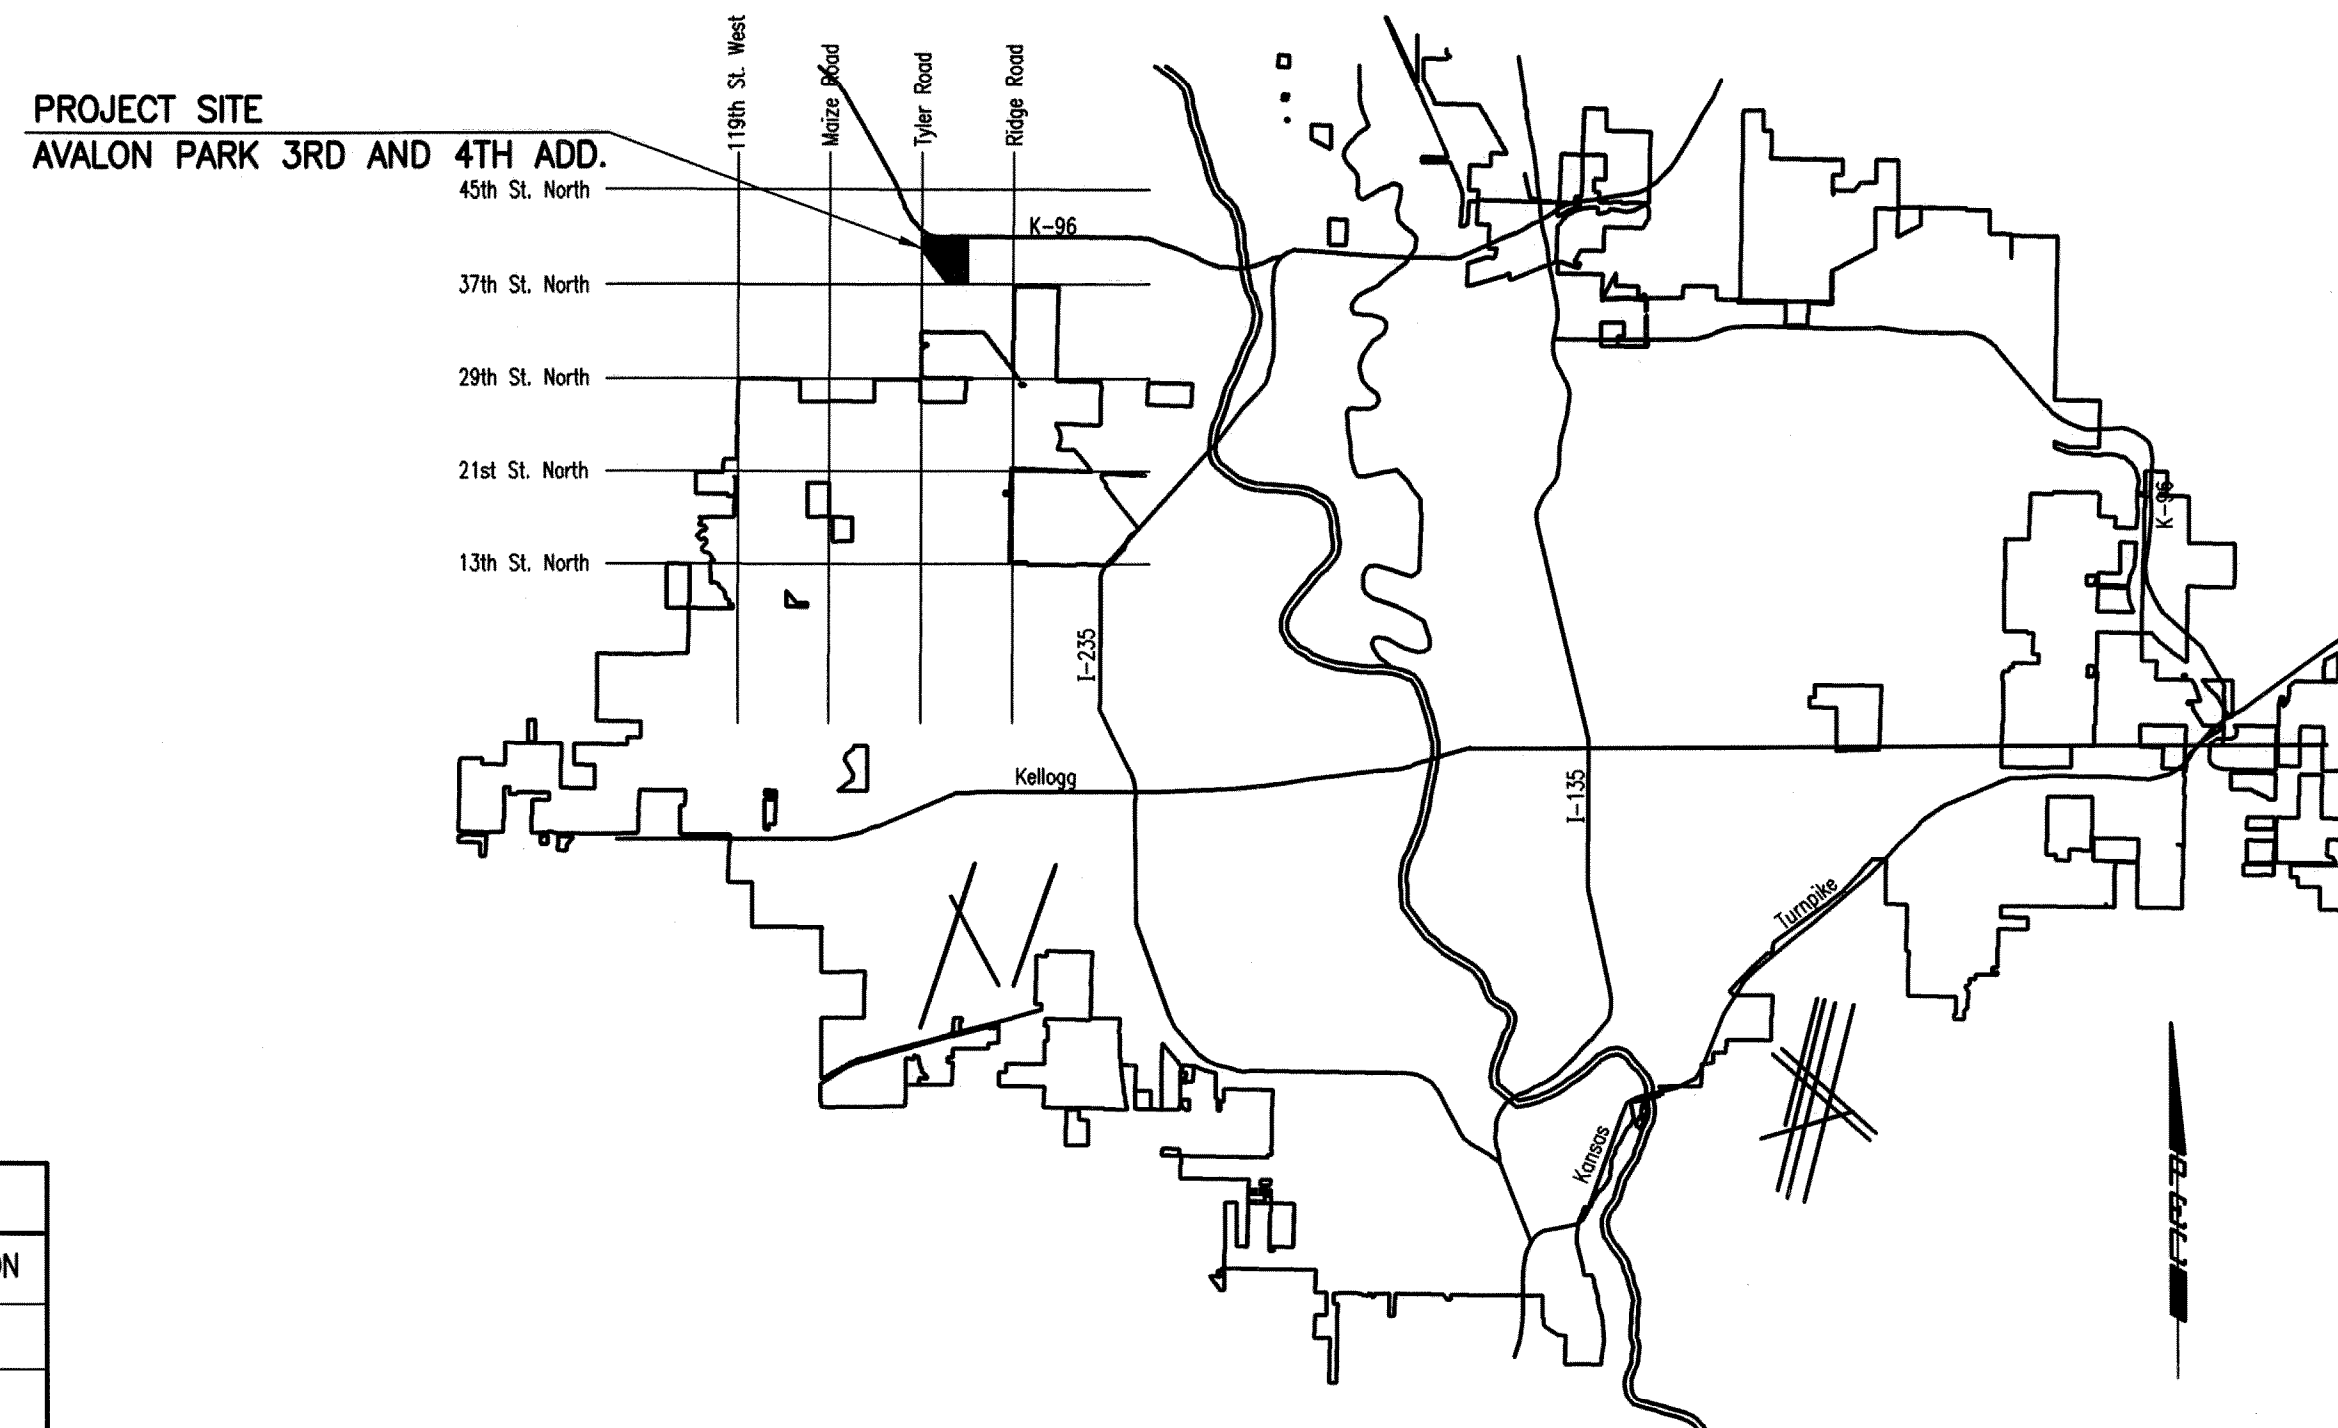 PROJECT SITE
AVALON PARK 3RD AND 4TH ADD.
119th St. West
Maize Road
Tyler Road
Ridge Road
45th St. North
K-96
37th St. North
29th St. North
21st St. North
13th St. North
K-96
I-235
Kellogg
I-135
Turnpike
Kansas